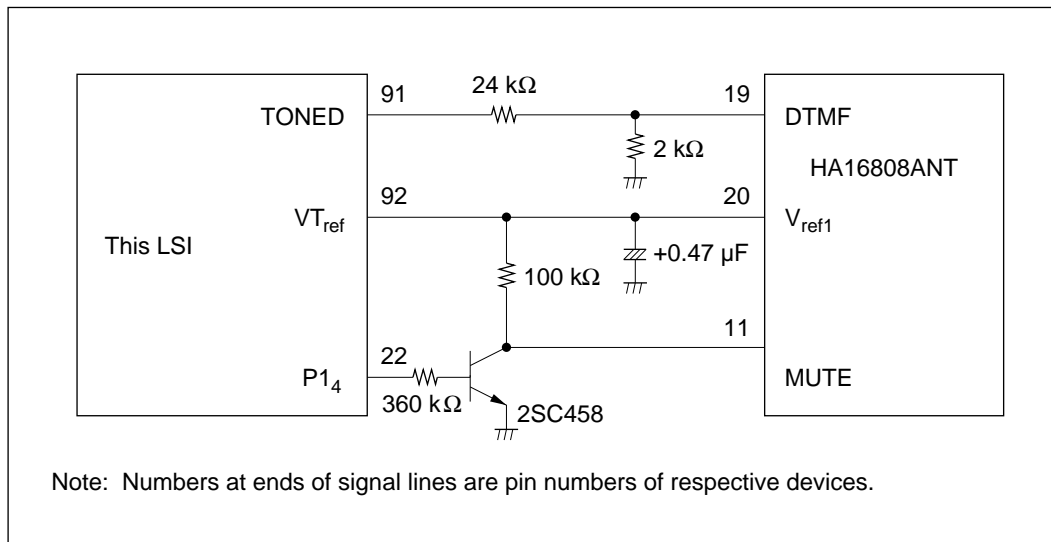 91
24 kΩ
19
TONED
DTMF
2 kΩ
HA16808ANT
92
20
VTref
Vref1
This LSI
+0.47 µF
100 kΩ
11
22
P14
MUTE
360 kΩ
2SC458
Note: Numbers at ends of signal lines are pin numbers of respective devices.